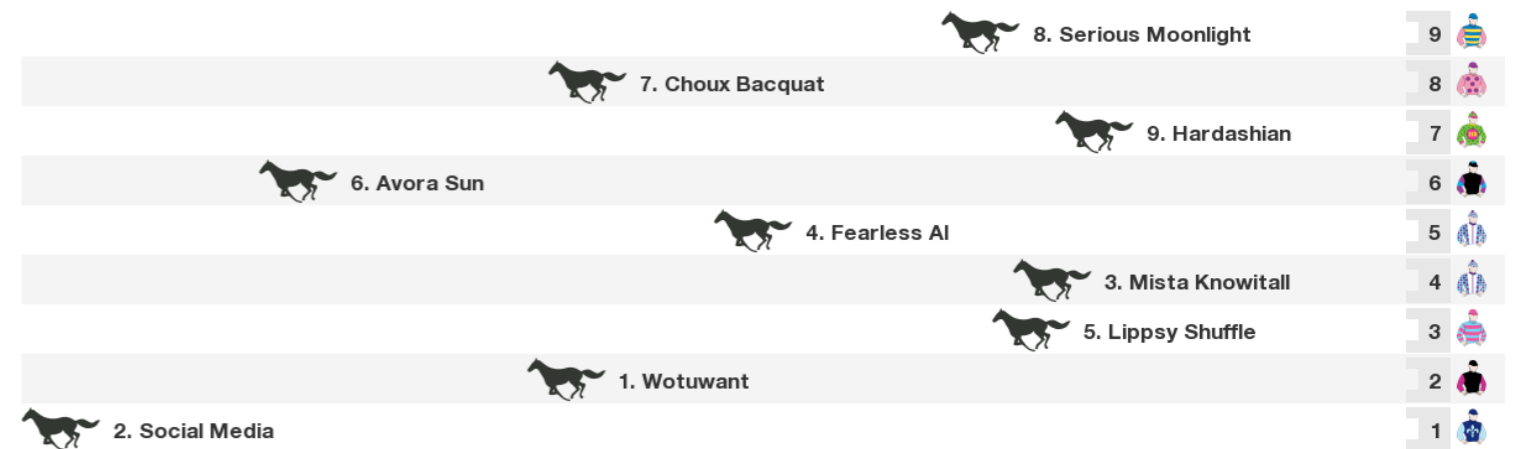 8. Serious Moonlight 9
7. Choux Bacquat 8
9. Hardashian 7
6. Avora Sun 6
4. Fearless Al 5
3. Mista Knowitall 4
5. Lippsy Shuffle 3
1. Wotuwant 2
2. Social Media 1